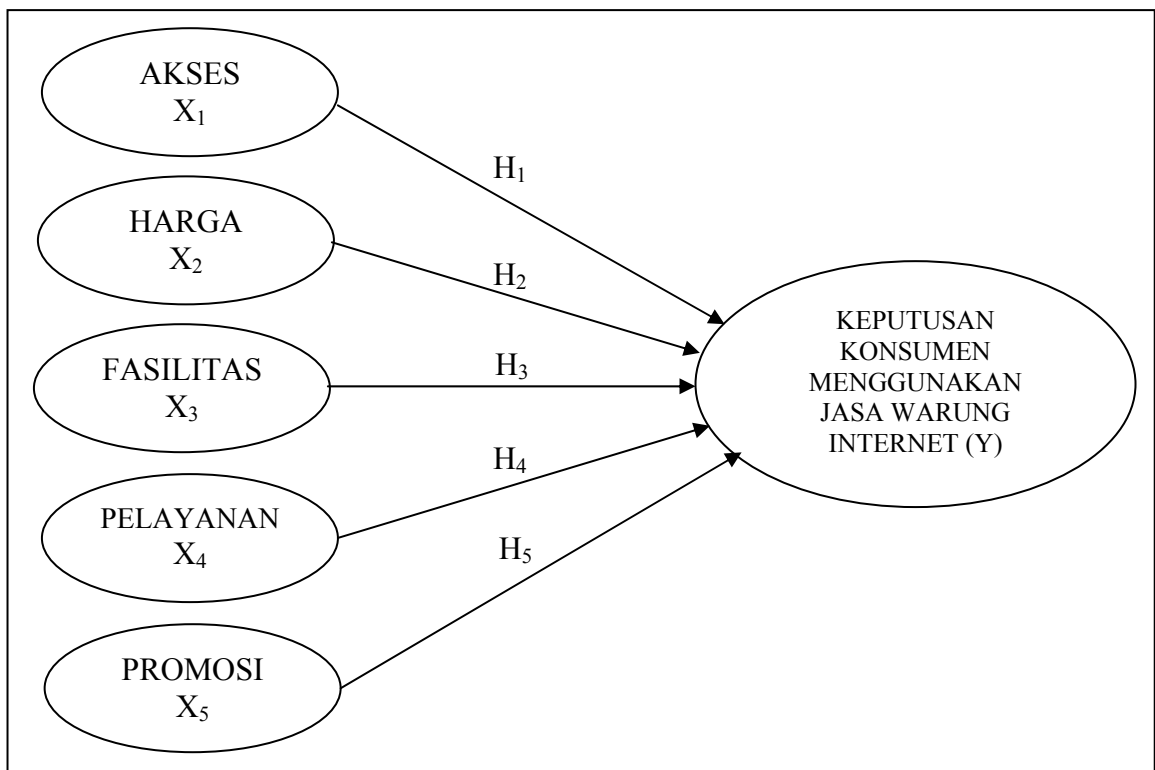 AKSES
X₁
H₁
HARGA
X₂
H₂
FASILITAS
X₃
H₃
PELAYANAN
X₄
H₄
PROMOSI
X₅
H₅
KEPUTUSAN
KONSUMEN
MENGGUNAKAN
JASA WARUNG
INTERNET (Y)